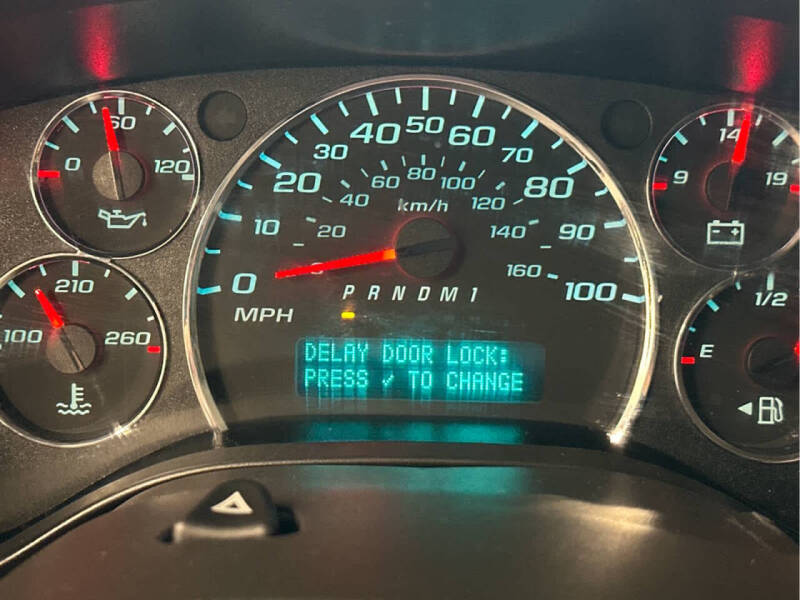 0 60 120
100 210 260
0 10 20 30 40 50 60 70 80 90 100
20 40 60 80 100 120 140 160
km/h
MPH
P R N D M 1
DELAY DOOR LOCK:
PRESS ✓ TO CHANGE
9 14 19
E 1/2